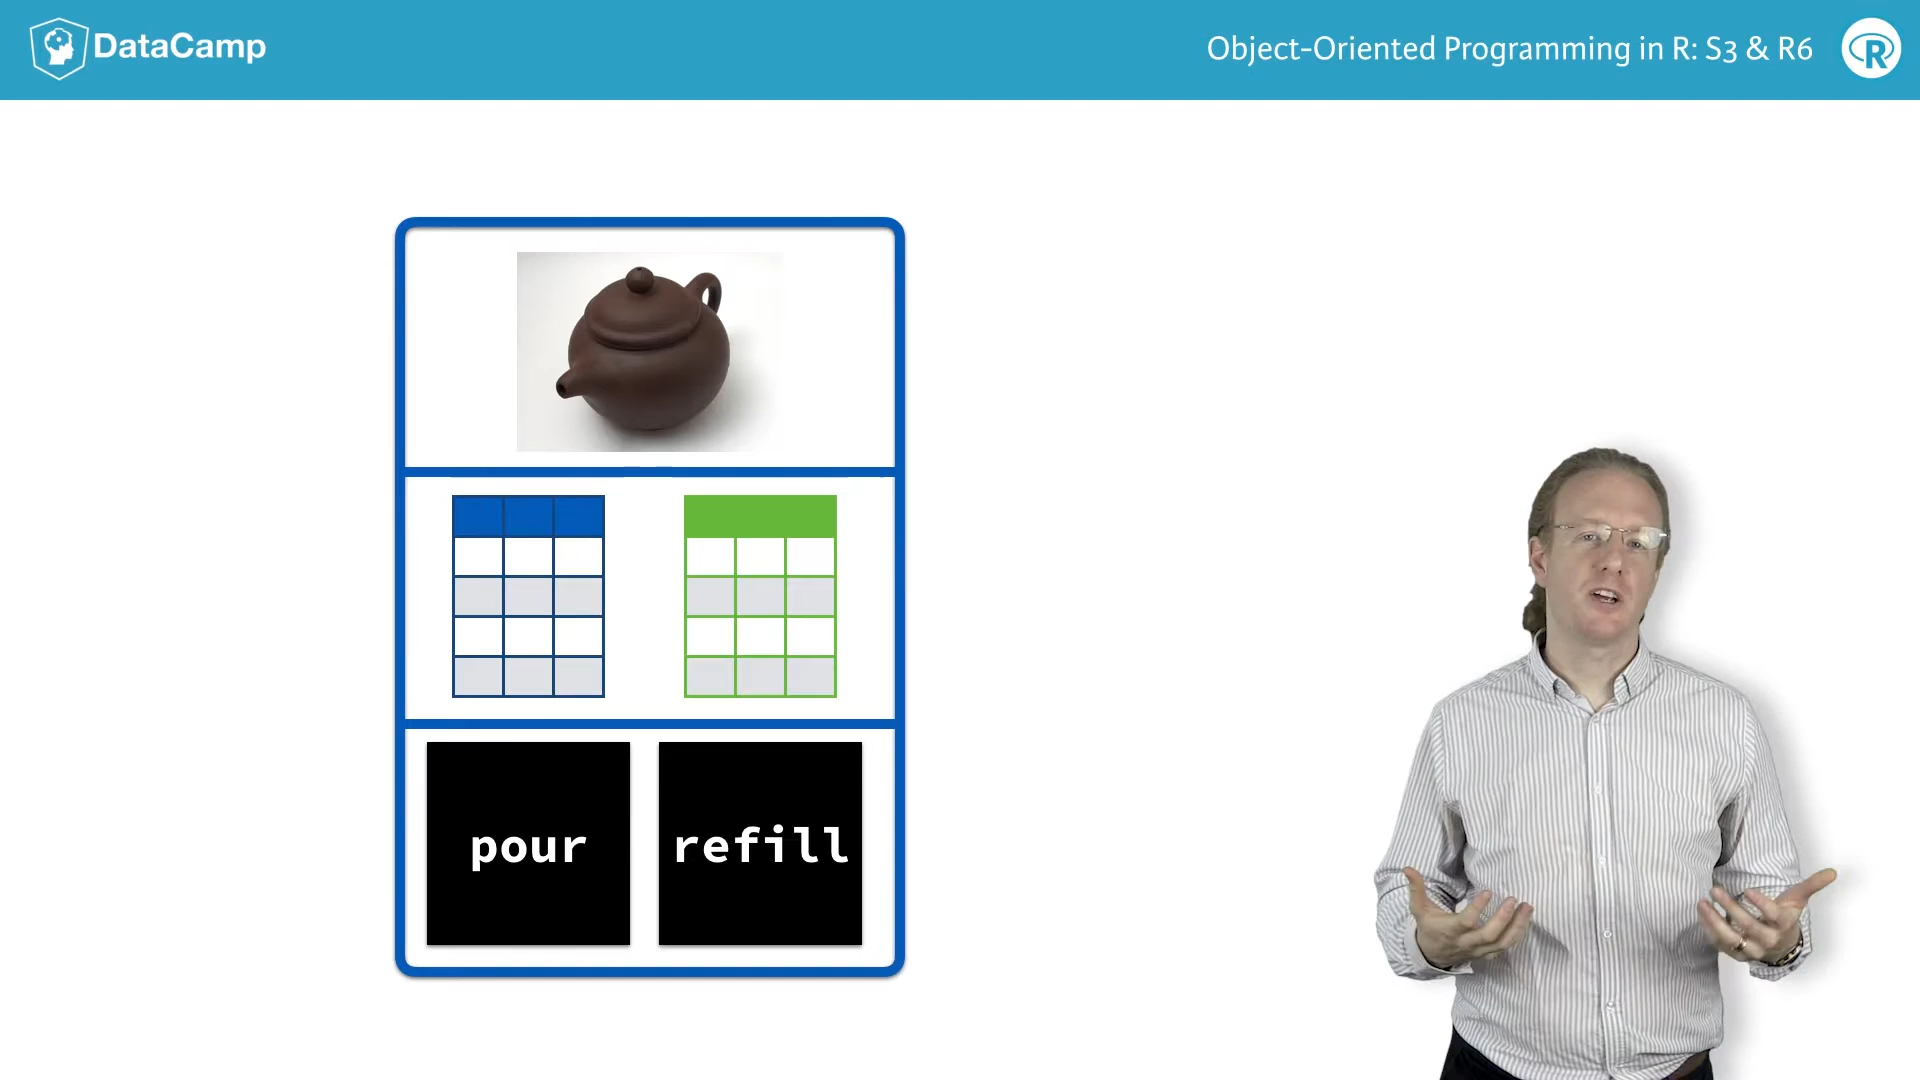 DataCamp
Object-Oriented Programming in R: S3 & R6
R
pour
refill